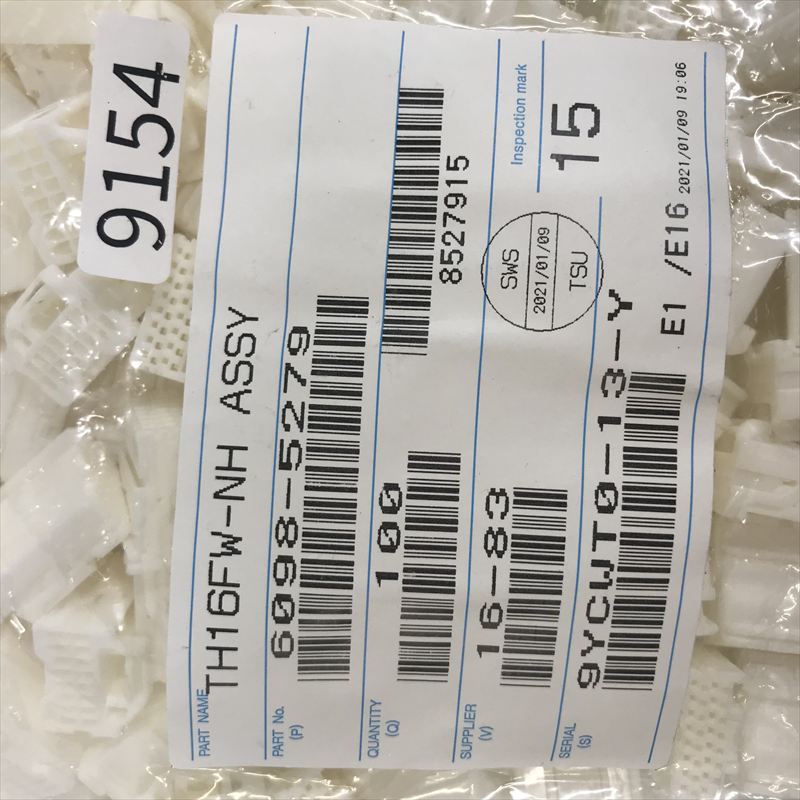 9154
PART NAME
TH16FW-NH ASSY
PART No.
(P)
6098-5279
QUANTITY
(Q)
100
8527915
SUPPLIER
(V)
16-83
SWS
2021/01/09
TSU
Inspection mark
15
SERIAL
(S)
9YCWT0-13-Y
E1 /E16 2021/01/09 19:06